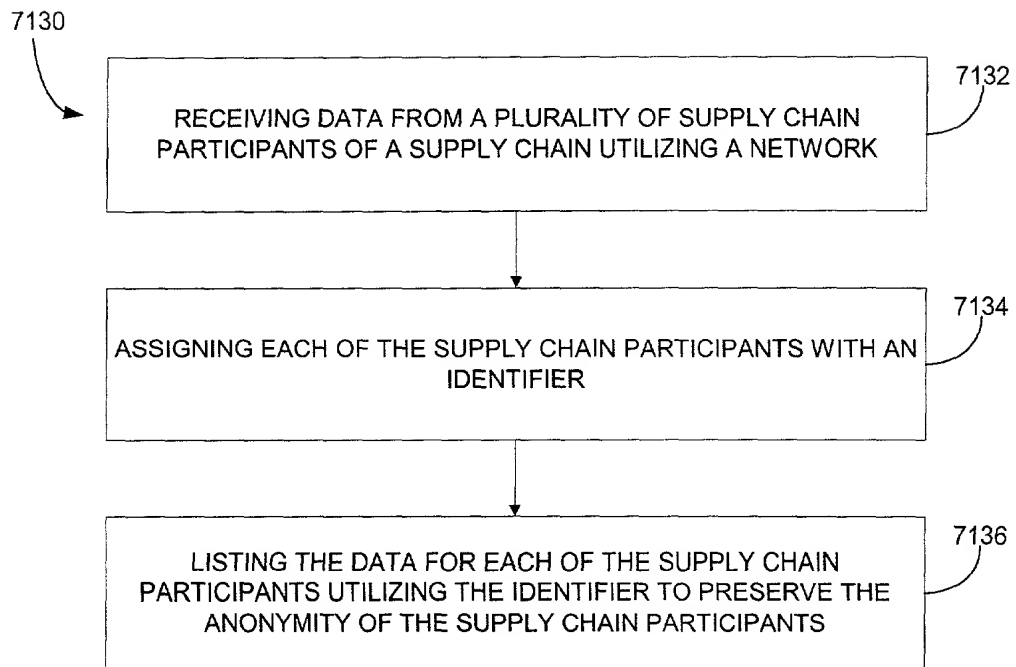 7130
7132
RECEIVING DATA FROM A PLURALITY OF SUPPLY CHAIN
PARTICIPANTS OF A SUPPLY CHAIN UTILIZING A NETWORK
7134
ASSIGNING EACH OF THE SUPPLY CHAIN PARTICIPANTS WITH AN
IDENTIFIER
7136
LISTING THE DATA FOR EACH OF THE SUPPLY CHAIN
PARTICIPANTS UTILIZING THE IDENTIFIER TO PRESERVE THE
ANONYMITY OF THE SUPPLY CHAIN PARTICIPANTS